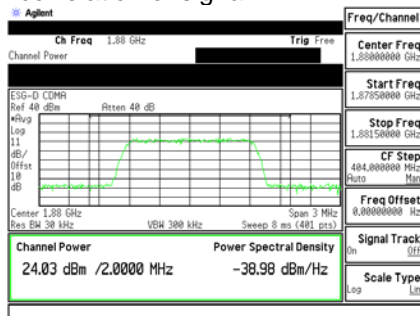 Agilent
Freq/Channel
Ch Freq 1.88 GHz Trig Free
Channel Power
Center Freq
1.88000000 GHz
Start Freq
1.87850000 GHz
Stop Freq
1.88150000 GHz
CF Step
404.000000 MHz
Auto Man
Freq Offset
0.00000000 Hz
Signal Track
On Off
Scale Type
Log Lin
ESG-D CDMA
Ref 40 dBm Atten 40 dB
#Avg
Log
11
dB/
Offst
10
dB
Center 1.88 GHz Span 3 MHz
Res BW 30 kHz VBW 300 kHz Sweep 8 ms (401 pts)
Channel Power Power Spectral Density
24.03 dBm /2.0000 MHz -38.98 dBm/Hz